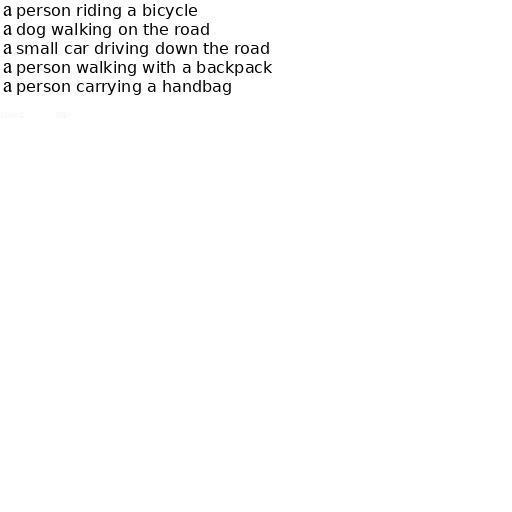 a person riding a bicycle
a dog walking on the road
a small car driving down the road
a person walking with a backpack
a person carrying a handbag